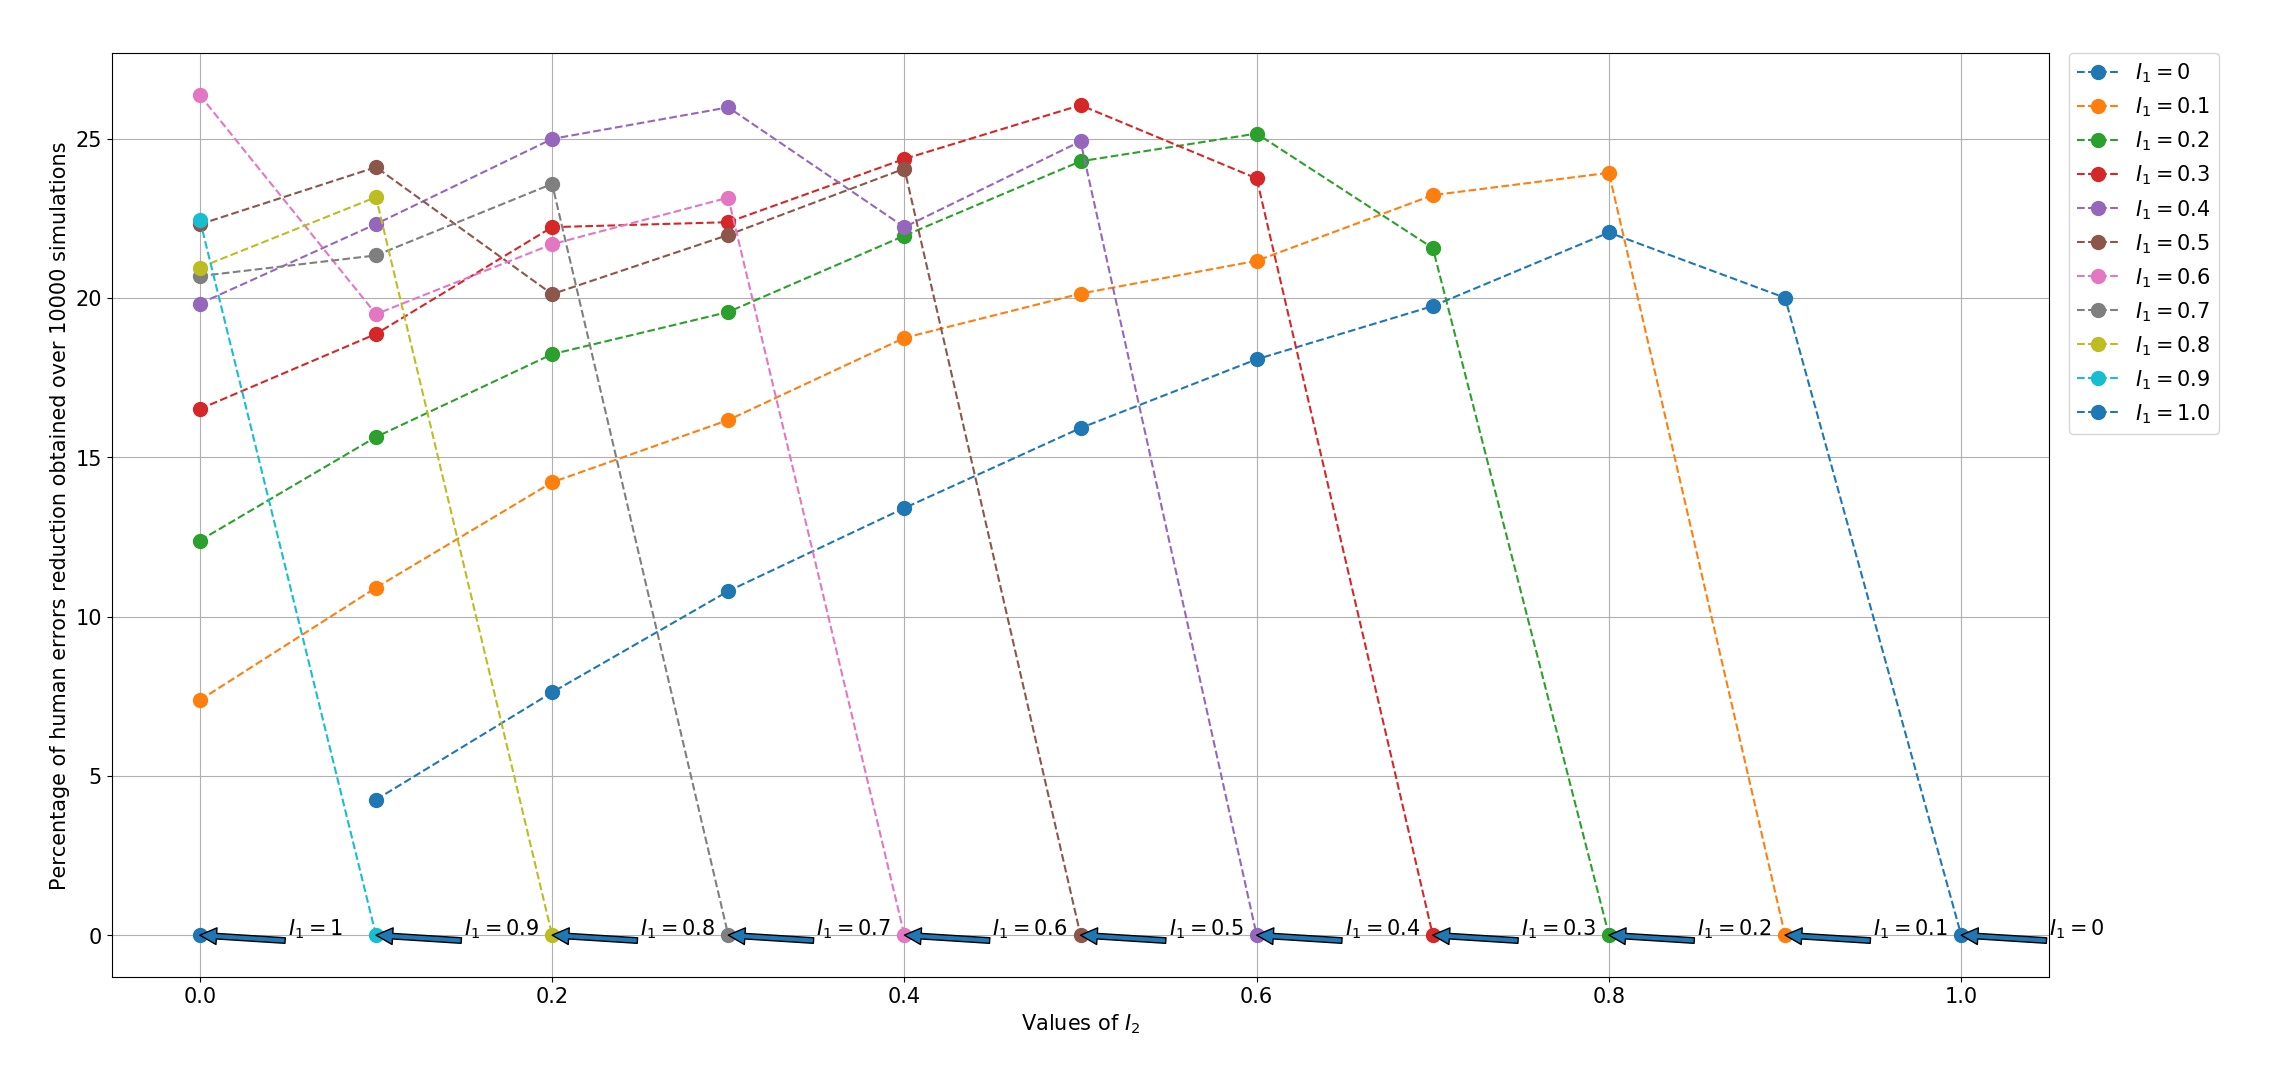 Percentage of human errors reduction obtained over 10000 simulations
25
20
15
10
5
0
I₁ = 1
I₁ = 0.9
I₁ = 0.8
I₁ = 0.7
I₁ = 0.6
I₁ = 0.5
I₁ = 0.4
I₁ = 0.3
I₁ = 0.2
I₁ = 0.1
I₁ = 0
0.0 0.2 0.4 0.6 0.8 1.0
Values of I₂
I₁ = 0
I₁ = 0.1
I₁ = 0.2
I₁ = 0.3
I₁ = 0.4
I₁ = 0.5
I₁ = 0.6
I₁ = 0.7
I₁ = 0.8
I₁ = 0.9
I₁ = 1.0